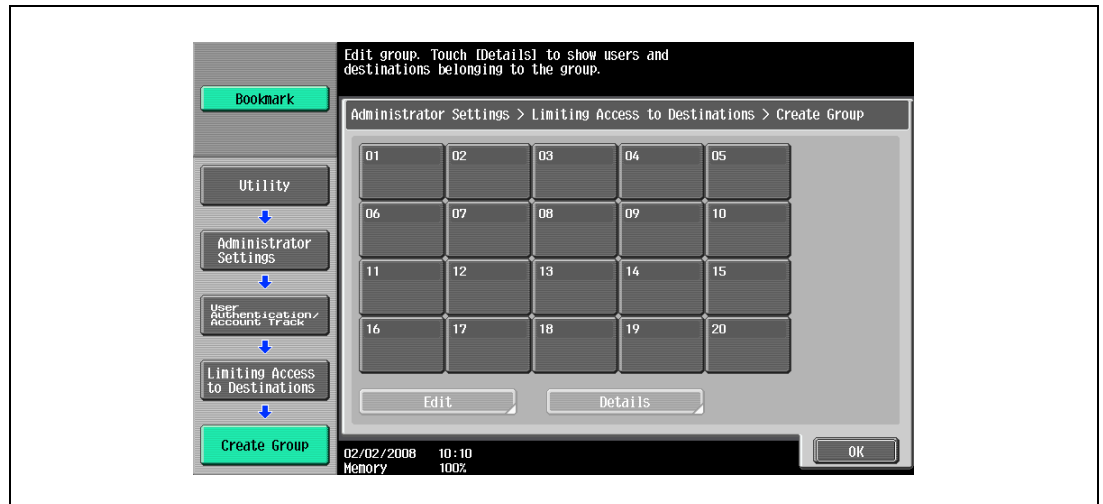 Edit group. Touch [Details] to show users and
destinations belonging to the group.
Bookmark
Administrator Settings > Limiting Access to Destinations > Create Group
01 02 03 04 05
06 07 08 09 10
11 12 13 14 15
16 17 18 19 20
Utility
Administrator
Settings
User
Authentication/
Account Track
Limiting Access
to Destinations
Create Group
Edit Details
02/02/2008 10:10
Memory 100%
OK